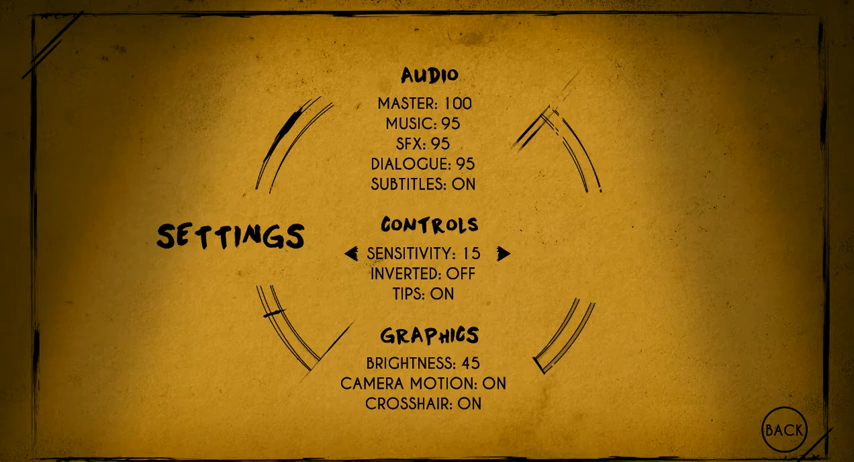 AUDIO
MASTER: 100
MUSIC: 95
SFX: 95
DIALOGUE: 95
SUBTITLES: ON
SETTINGS
CONTROLS
SENSITIVITY: 15
INVERTED: OFF
TIPS: ON
GRAPHICS
BRIGHTNESS: 45
CAMERA MOTION: ON
CROSSHAIR: ON
BACK